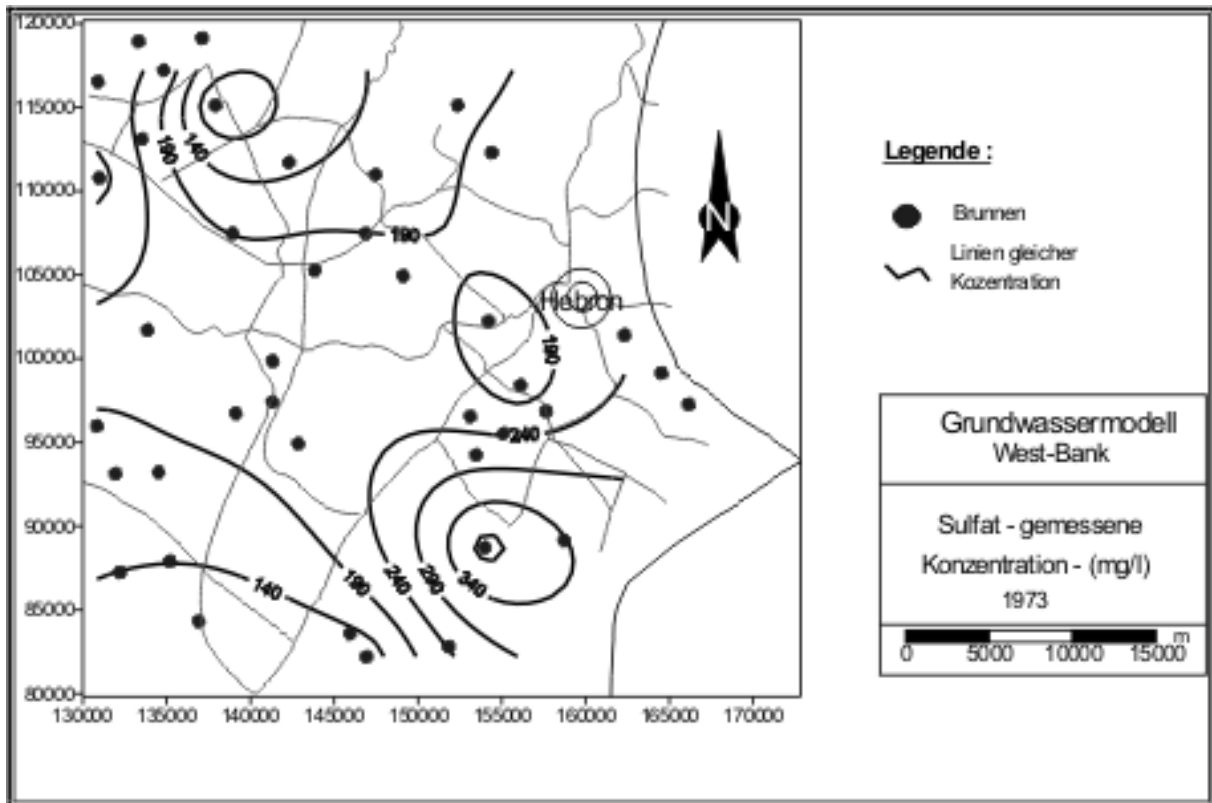 120000
115000
110000
105000
100000
95000
90000
85000
80000
130000
135000
140000
145000
150000
155000
160000
165000
170000
190
140
190
Hebron
190
240
140
190
240
290
340
N
Legende :
Brunnen
Linien gleicher
Kozentration
Grundwassermodell
West-Bank
Sulfat - gemessene
Konzentration - (mg/l)
1973
m
0 5000 10000 15000